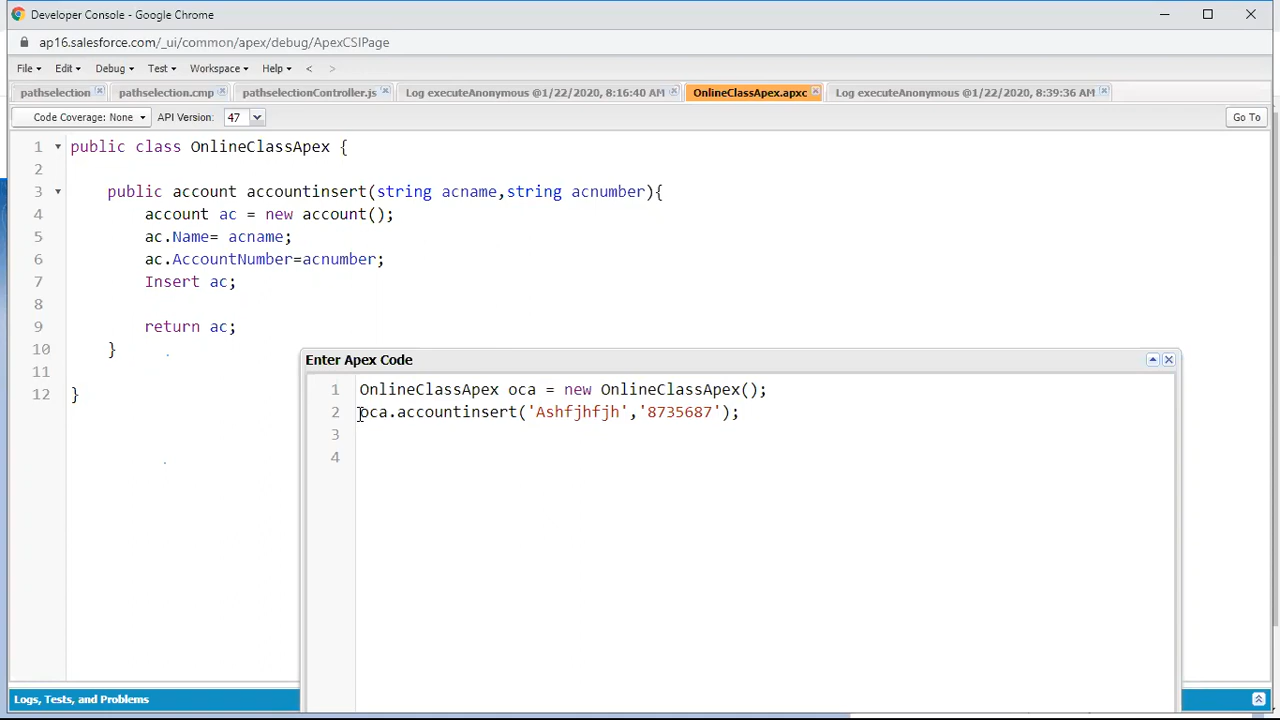 Developer Console - Google Chrome
ap16.salesforce.com/_ui/common/apex/debug/ApexCSIPage
File Edit Debug Test Workspace Help < >
pathselection pathselection.cmp pathselectionController.js Log executeAnonymous @1/22/2020, 8:16:40 AM OnlineClassApex.apxc Log executeAnonymous @1/22/2020, 8:39:36 AM
Code Coverage: None API Version: 47 Go To
1 public class OnlineClassApex {
2
3 public account accountinsert(string acname,string acnumber){
4 account ac = new account();
5 ac.Name= acname;
6 ac.AccountNumber=acnumber;
7 Insert ac;
8
9 return ac;
10 }
11
12 }
Enter Apex Code
1 OnlineClassApex oca = new OnlineClassApex();
2 oca.accountinsert('Ashfjhfjh','8735687');
3
4
Logs, Tests, and Problems